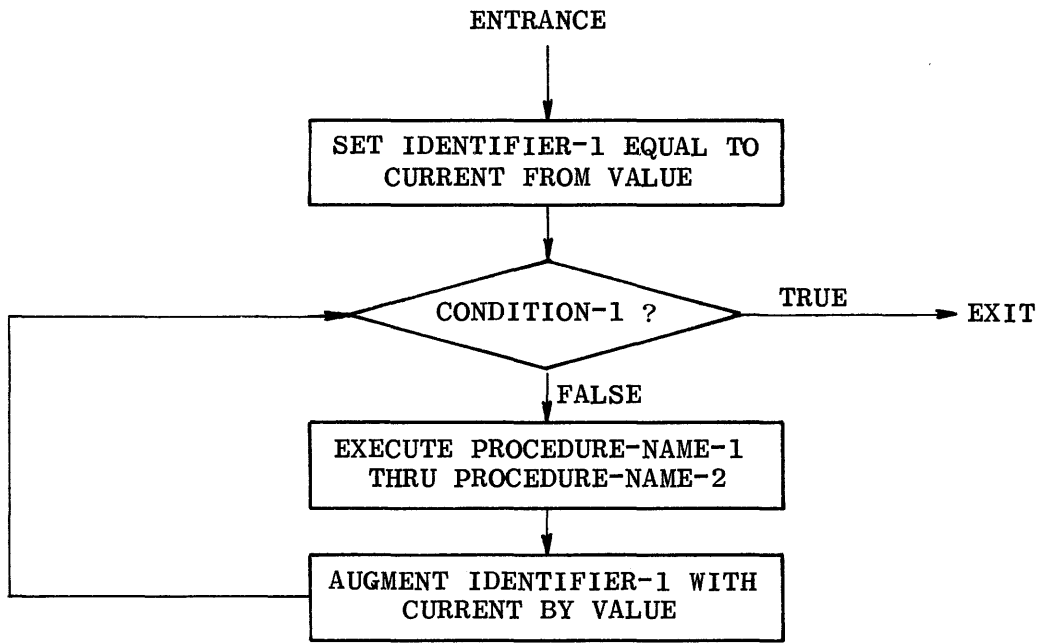 ENTRANCE
SET IDENTIFIER-1 EQUAL TO
CURRENT FROM VALUE
CONDITION-1 ?
TRUE
EXIT
FALSE
EXECUTE PROCEDURE-NAME-1
THRU PROCEDURE-NAME-2
AUGMENT IDENTIFIER-1 WITH
CURRENT BY VALUE